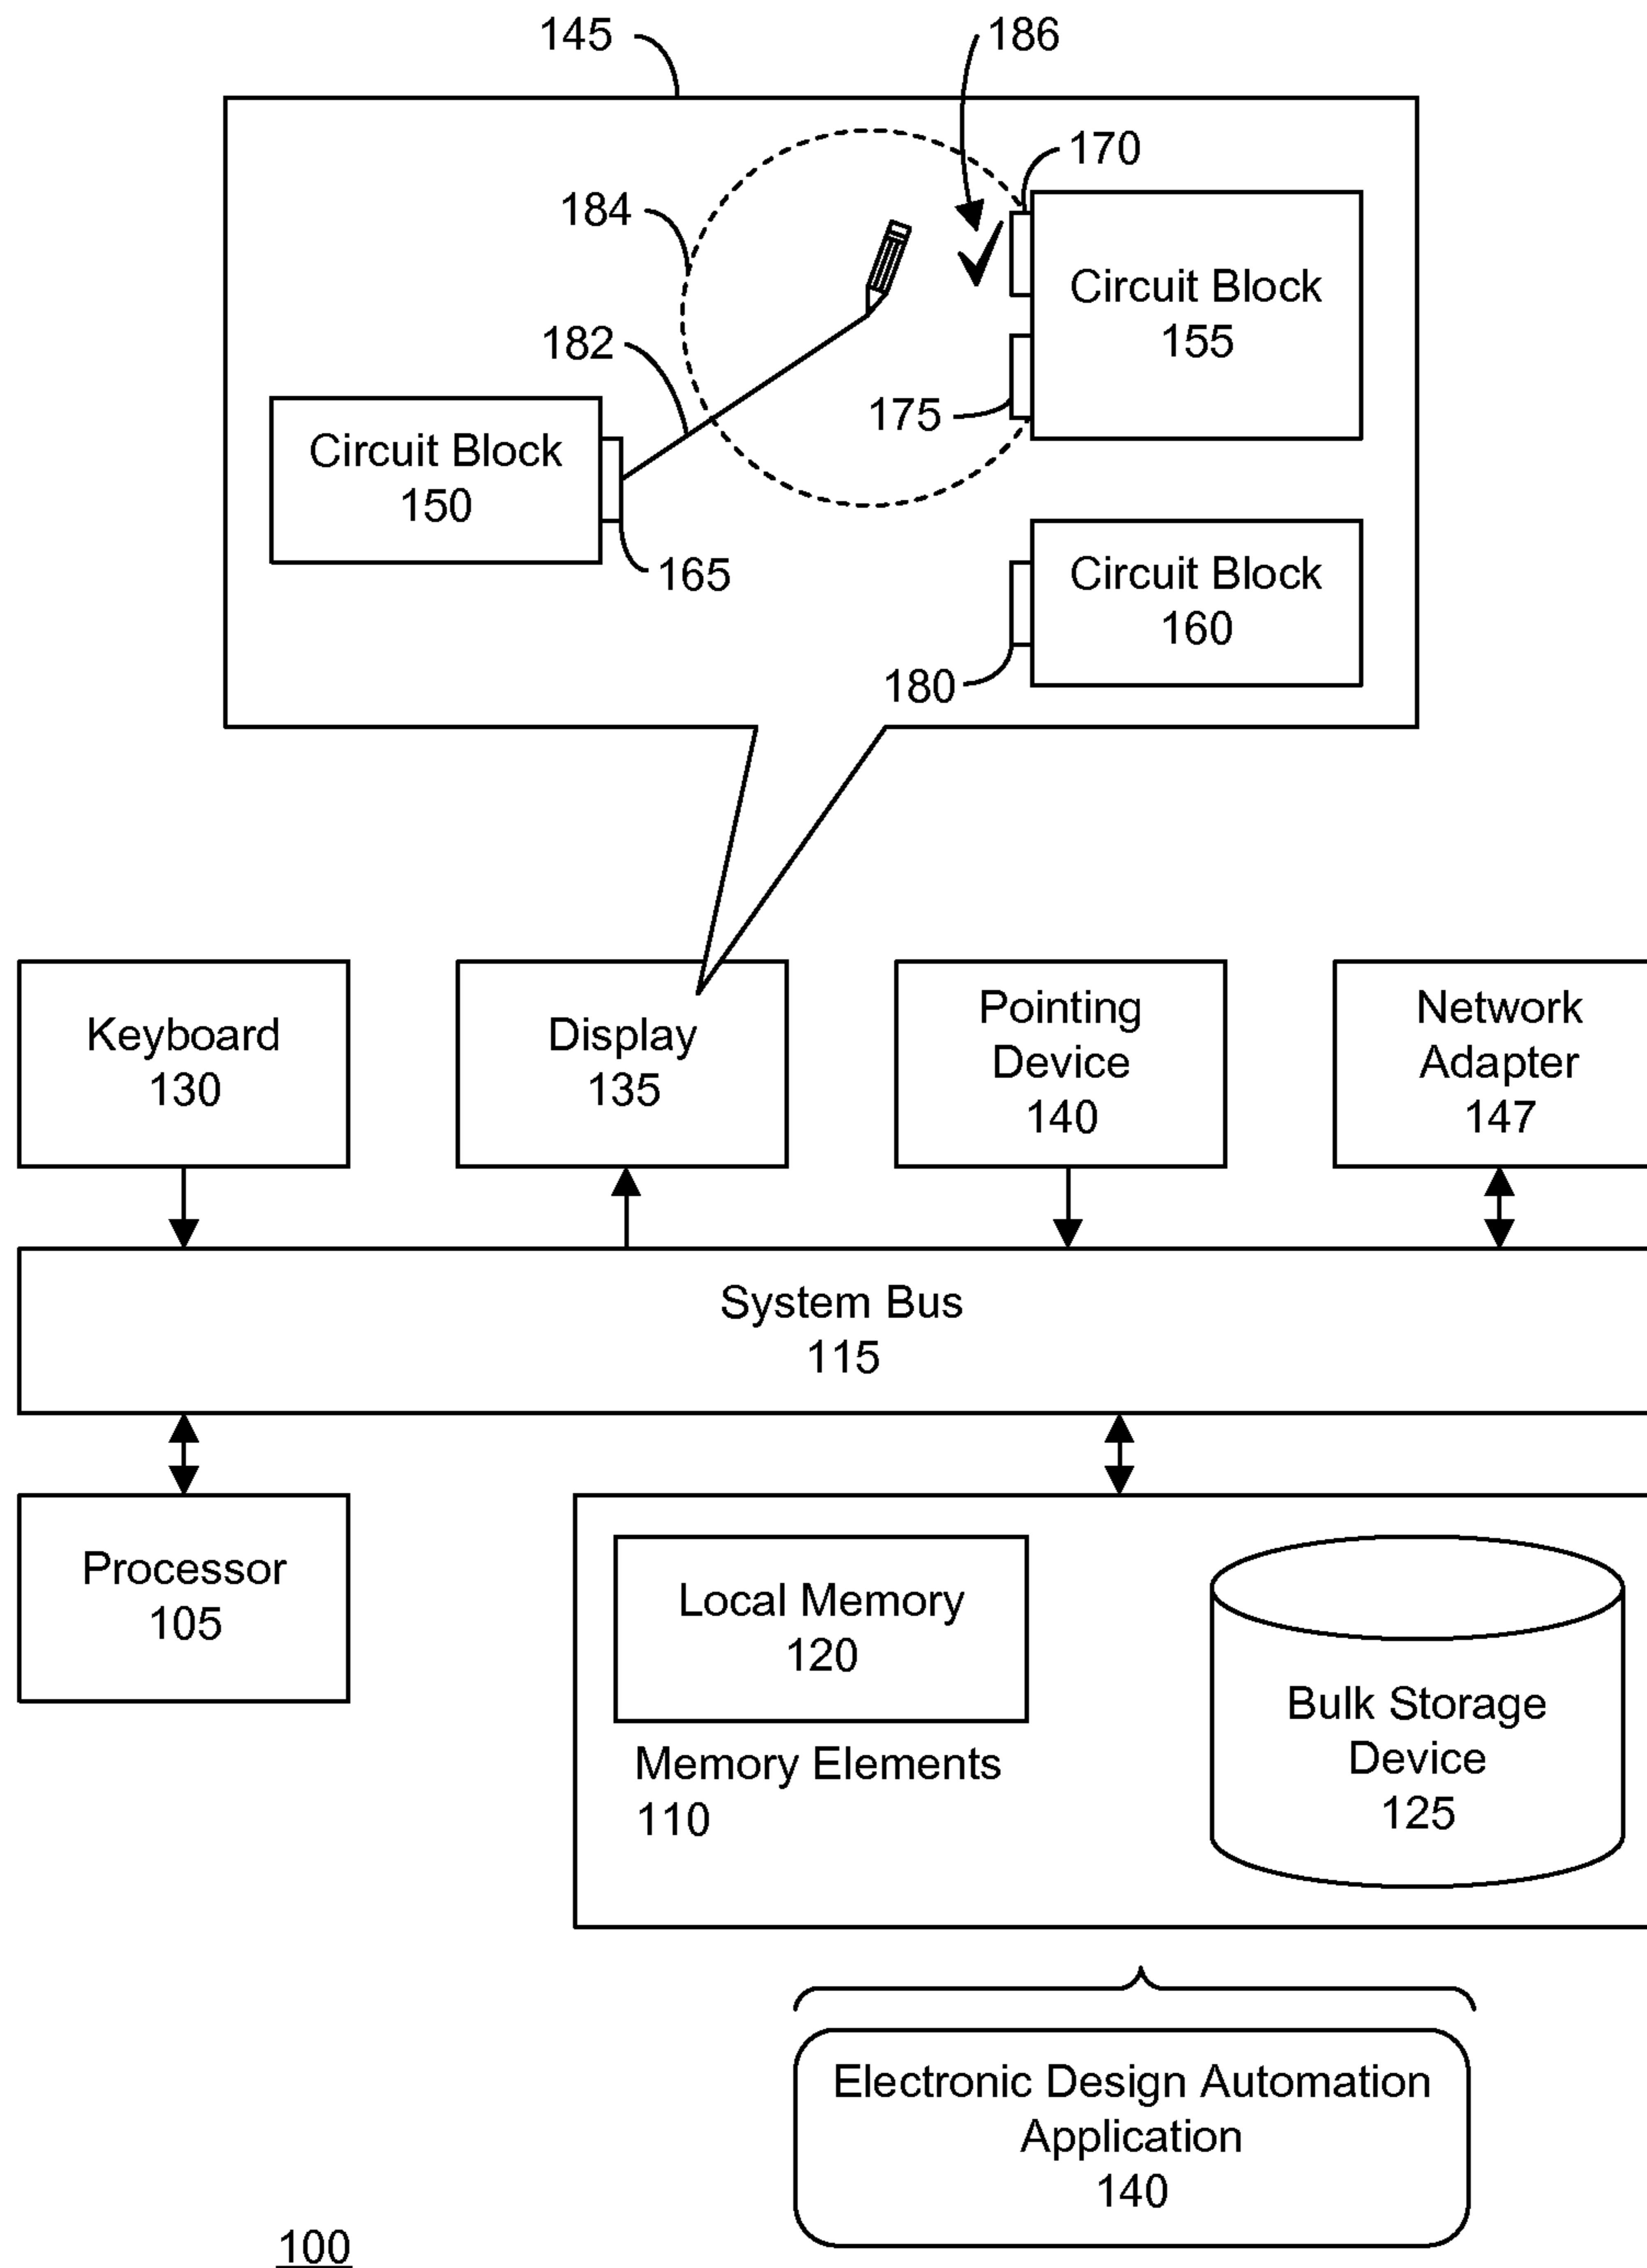 145
186
170
184
Circuit Block
155
182
175
Circuit Block
150
165
Circuit Block
160
180
Keyboard
130
Display
135
Pointing
Device
140
Network
Adapter
147
System Bus
115
Processor
105
Local Memory
120
Memory Elements
110
Bulk Storage
Device
125
Electronic Design Automation
Application
140
100